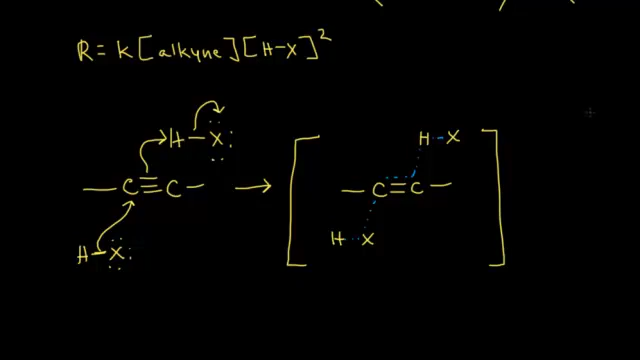 R = K [alkyne] [H-X]²
H - X :
- C ≡ C -
H - X :
H - X
- C = C -
H X